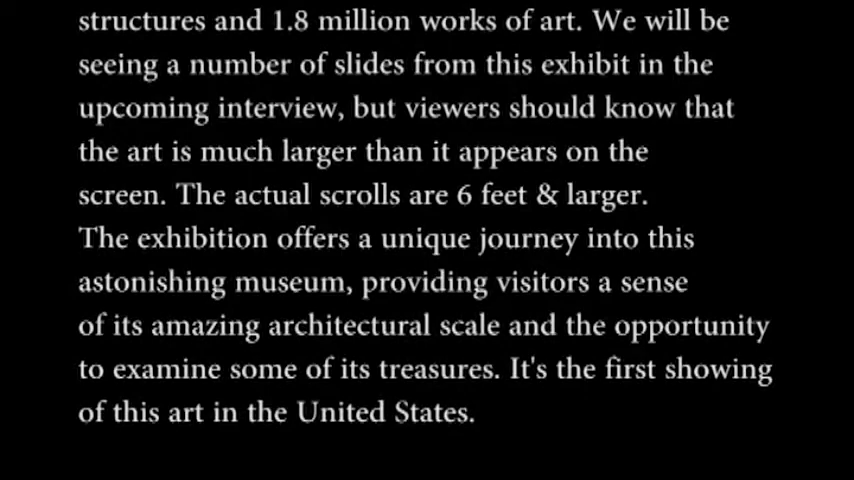 structures and 1.8 million works of art. We will be
seeing a number of slides from this exhibit in the
upcoming interview, but viewers should know that
the art is much larger than it appears on the
screen. The actual scrolls are 6 feet & larger.
The exhibition offers a unique journey into this
astonishing museum, providing visitors a sense
of its amazing architectural scale and the opportunity
to examine some of its treasures. It's the first showing
of this art in the United States.